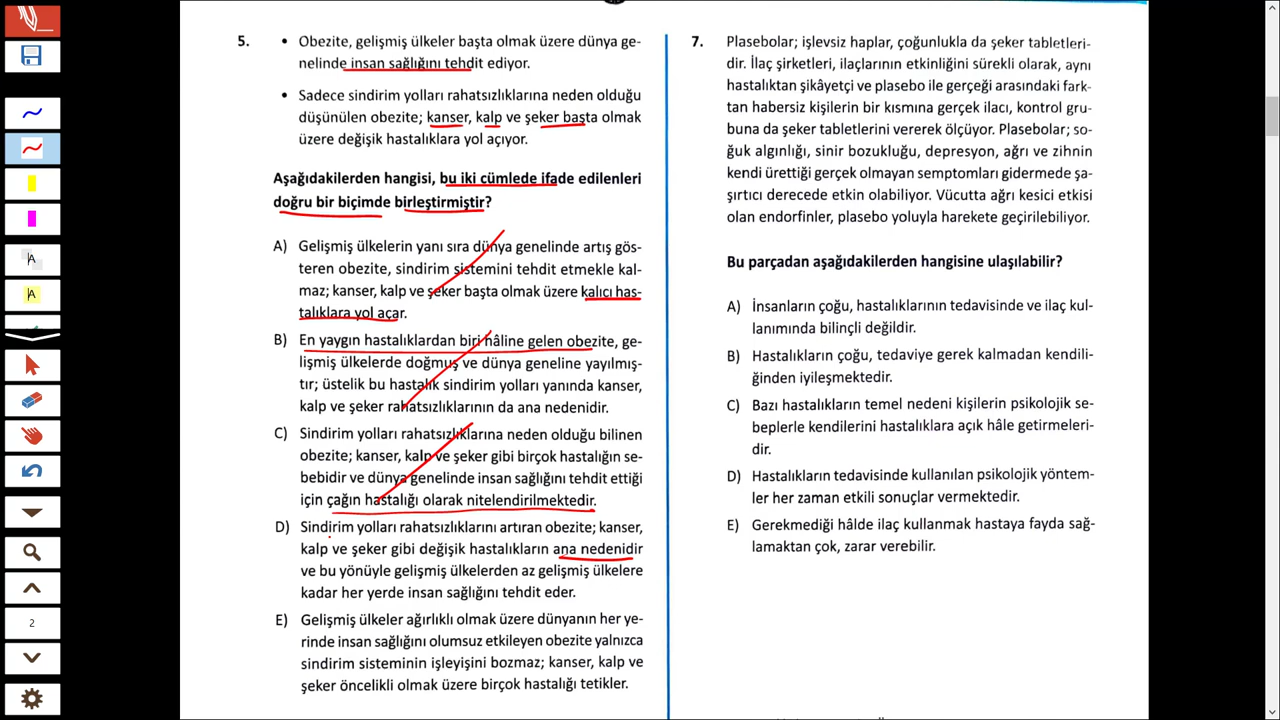 5. • Obezite, gelişmiş ülkeler başta olmak üzere dünya ge-
nelinde insan sağlığını tehdit ediyor.
• Sadece sindirim yolları rahatsızlıklarına neden olduğu
düşünülen obezite; kanser, kalp ve şeker başta olmak
üzere değişik hastalıklara yol açıyor.
Aşağıdakilerden hangisi, bu iki cümlede ifade edilenleri
doğru bir biçimde birleştirmiştir?
A) Gelişmiş ülkelerin yanı sıra dünya genelinde artış gös-
teren obezite, sindirim sistemini tehdit etmekle kal-
maz; kanser, kalp ve şeker başta olmak üzere kalıcı has-
talıklara yol açar.
B) En yaygın hastalıklardan biri hâline gelen obezite, ge-
lişmiş ülkelerde doğmuş ve dünya geneline yayılmış-
tır; üstelik bu hastalık sindirim yolları yanında kanser,
kalp ve şeker rahatsızlıklarının da ana nedenidir.
C) Sindirim yolları rahatsızlıklarına neden olduğu bilinen
obezite; kanser, kalp ve şeker gibi birçok hastalığın se-
bebidir ve dünya genelinde insan sağlığını tehdit ettiği
için çağın hastalığı olarak nitelendirilmektedir.
D) Sindirim yolları rahatsızlıklarını artıran obezite; kanser,
kalp ve şeker gibi değişik hastalıkların ana nedenidir
ve bu yönüyle gelişmiş ülkelerden az gelişmiş ülkelere
kadar her yerde insan sağlığını tehdit eder.
E) Gelişmiş ülkeler ağırlıklı olmak üzere dünyanın her ye-
rinde insan sağlığını olumsuz etkileyen obezite yalnızca
sindirim sisteminin işleyişini bozmaz; kanser, kalp ve
şeker öncelikli olmak üzere birçok hastalığı tetikler.
7. Plasebolar; işlevsiz haplar, çoğunlukla da şeker tabletleri-
dir. İlaç şirketleri, ilaçlarının etkinliğini sürekli olarak, aynı
hastalıktan şikâyetçi ve plasebo ile gerçeği arasındaki fark-
tan habersiz kişilerin bir kısmına gerçek ilacı, kontrol gru-
buna da şeker tabletlerini vererek ölçüyor. Plasebolar; so-
ğuk algınlığı, sinir bozukluğu, depresyon, ağrı ve zihnin
kendi ürettiği gerçek olmayan semptomları gidermede şa-
şırtıcı derecede etkin olabiliyor. Vücutta ağrı kesici etkisi
olan endorfinler, plasebo yoluyla harekete geçirilebiliyor.
Bu parçadan aşağıdakilerden hangisine ulaşılabilir?
A) İnsanların çoğu, hastalıklarının tedavisinde ve ilaç kul-
lanımında bilinçli değildir.
B) Hastalıkların çoğu, tedaviye gerek kalmadan kendili-
ğinden iyileşmektedir.
C) Bazı hastalıkların temel nedeni kişilerin psikolojik se-
beplerle kendilerini hastalıklara açık hâle getirmeleri-
dir.
D) Hastalıkların tedavisinde kullanılan psikolojik yöntem-
ler her zaman etkili sonuçlar vermektedir.
E) Gerekmediği hâlde ilaç kullanmak hastaya fayda sağ-
lamaktan çok, zarar verebilir.
A
A
2